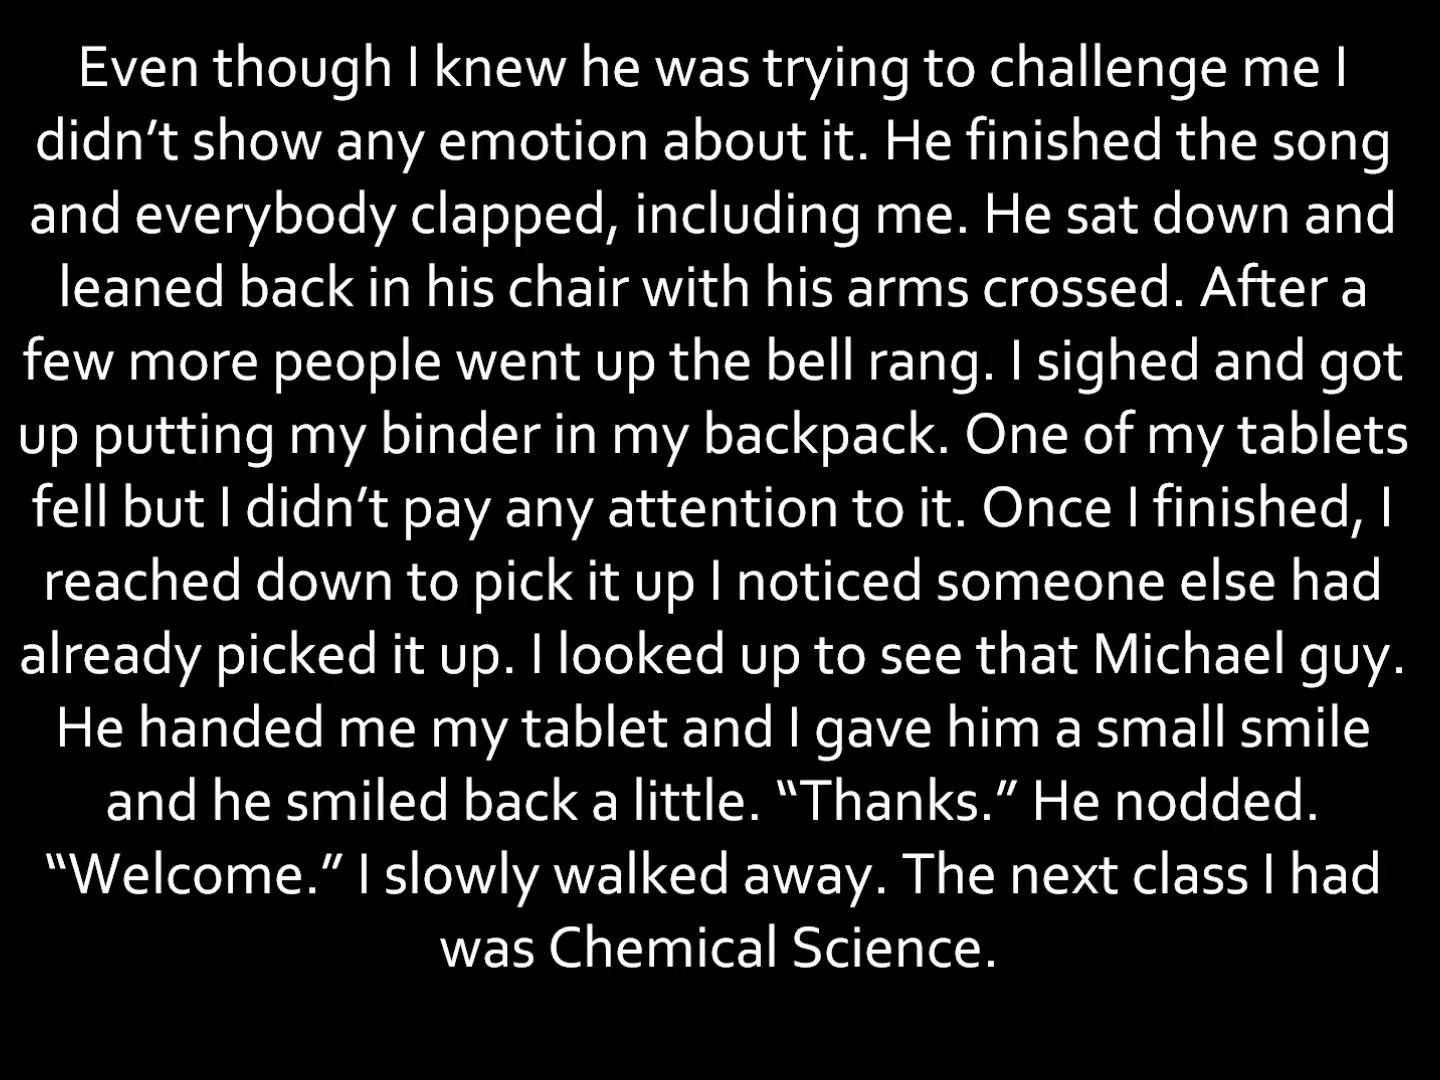 Even though I knew he was trying to challenge me I
didn’t show any emotion about it. He finished the song
and everybody clapped, including me. He sat down and
leaned back in his chair with his arms crossed. After a
few more people went up the bell rang. I sighed and got
up putting my binder in my backpack. One of my tablets
fell but I didn’t pay any attention to it. Once I finished, I
reached down to pick it up I noticed someone else had
already picked it up. I looked up to see that Michael guy.
He handed me my tablet and I gave him a small smile
and he smiled back a little. “Thanks.” He nodded.
“Welcome.” I slowly walked away. The next class I had
was Chemical Science.